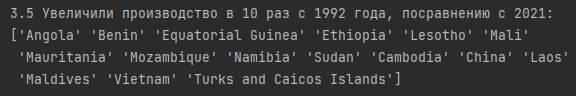 3.5 Увеличили производство в 10 раз с 1992 года, посравнению с 2021:
['Angola' 'Benin' 'Equatorial Guinea' 'Ethiopia' 'Lesotho' 'Mali'
'Mauritania' 'Mozambique' 'Namibia' 'Sudan' 'Cambodia' 'China' 'Laos'
'Maldives' 'Vietnam' 'Turks and Caicos Islands']